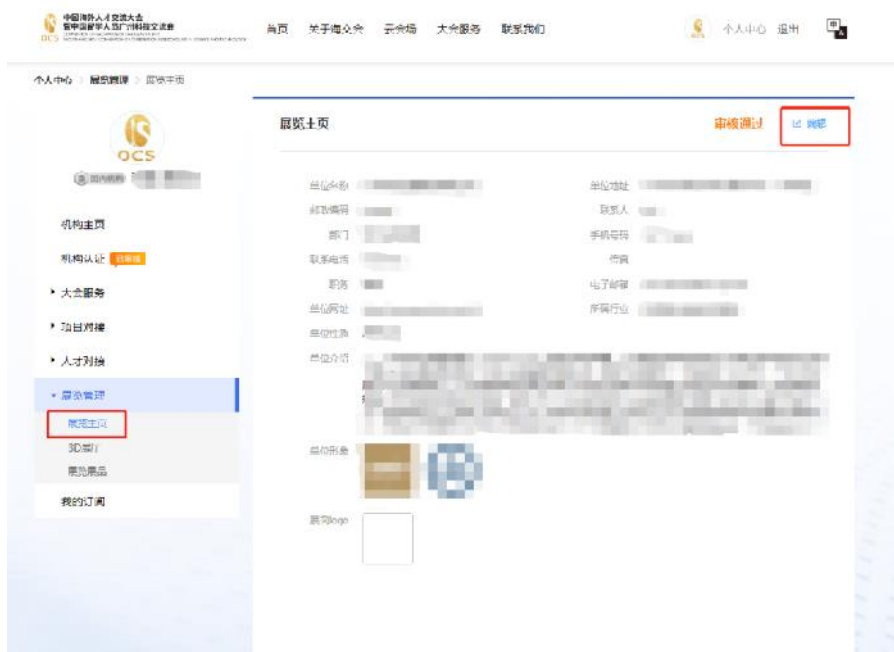 中国海外人才交流大会
暨中国留学人员广州科技交流会
OCS
首页 关于海交会 云会场 大会服务 联系我们
个人中心 退出
个人中心 > 展览管理 > 展览主页
OCS
国内机构
机构主页
机构认证 已审核
大会服务
项目对接
人才对接
展览管理
展览主页
3D展厅
展览展品
我的订阅
展览主页 审核通过 编辑
单位名称 单位地址
邮政编码 联系人
部门 手机号码
联系电话 传真
职务 电子邮箱
单位网址 所属行业
单位性质
单位介绍
单位形象
展商logo